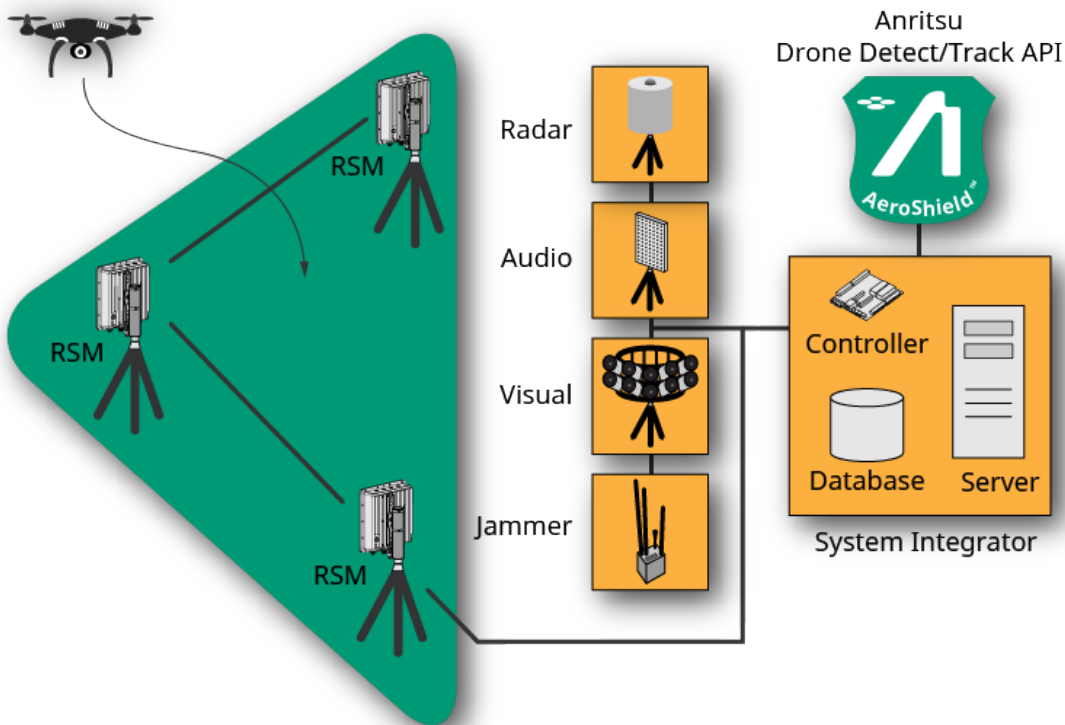 Anritsu
Drone Detect/Track API
AeroShield™
RSM
RSM
RSM
Radar
Audio
Visual
Jammer
Controller
Database
Server
System Integrator